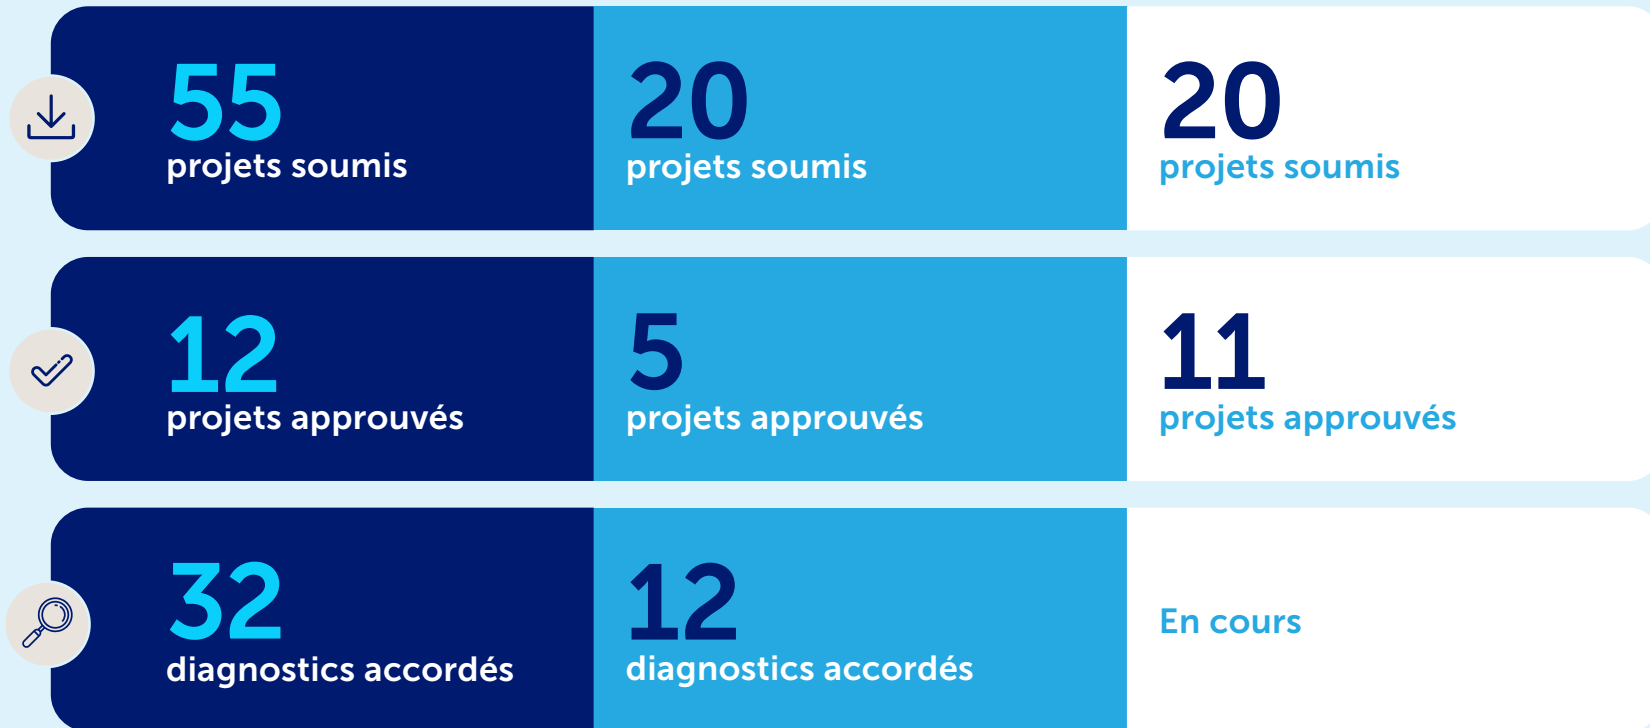 55
projets soumis
20
projets soumis
20
projets soumis
12
projets approuvés
5
projets approuvés
11
projets approuvés
32
diagnostics accordés
12
diagnostics accordés
En cours